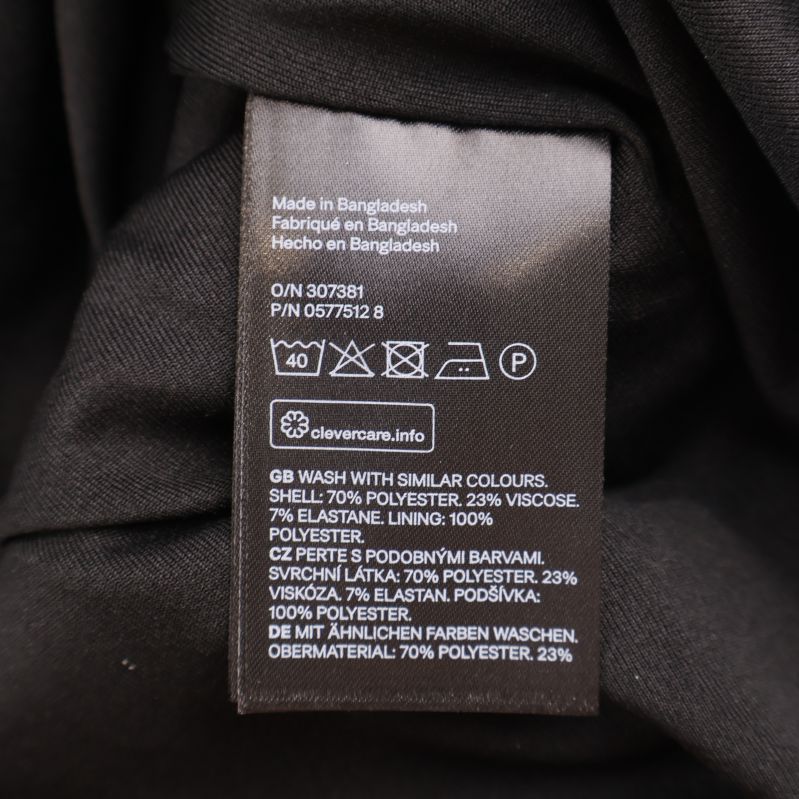 Made in Bangladesh
Fabriqué en Bangladesh
Hecho en Bangladesh
O/N 307381
P/N 0577512 8
40 P
clevercare.info
GB WASH WITH SIMILAR COLOURS.
SHELL: 70% POLYESTER. 23% VISCOSE.
7% ELASTANE. LINING: 100%
POLYESTER.
CZ PERTE S PODOBNÝMI BARVAMI.
SVRCHNÍ LÁTKA: 70% POLYESTER. 23%
VISKÓZA. 7% ELASTAN. PODŠÍVKA:
100% POLYESTER.
DE MIT ÄHNLICHEN FARBEN WASCHEN.
OBERMATERIAL: 70% POLYESTER. 23%